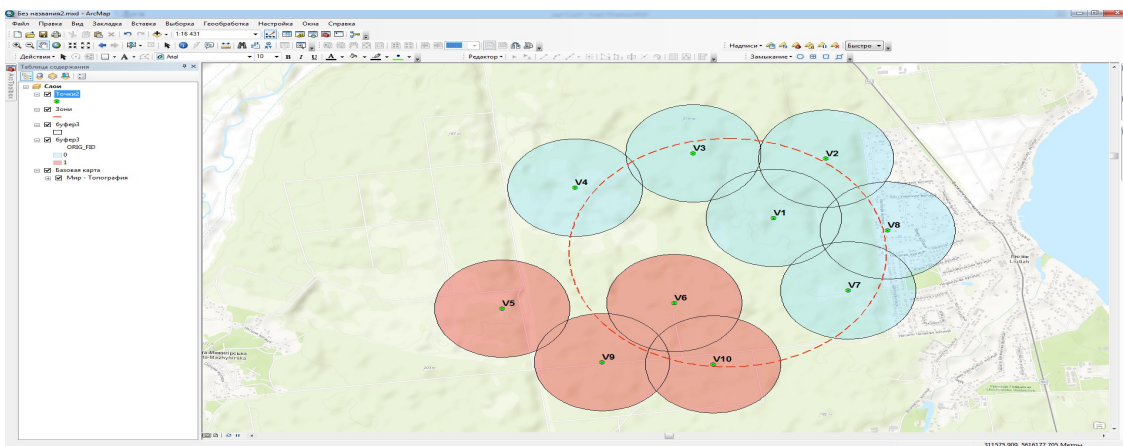 Без названия2.mxd - ArcMap
Файл Правка Вид Закладка Вставка Выборка Геообработка Настройка Окна Справка
1:16 431
Надписи Быстро
Действия A Arial 10 B I U A Редактор Замыкание
Таблица содержания
ArcToolbox
Слои
Точки2
Зони
буфер3
буфер3
ORIG_FID
0
1
Базовая карта
Мир - Топография
V3
V2
V4
V1
V8
V7
V6
V5
V9
V10
311575,909 5616177,705 Метры